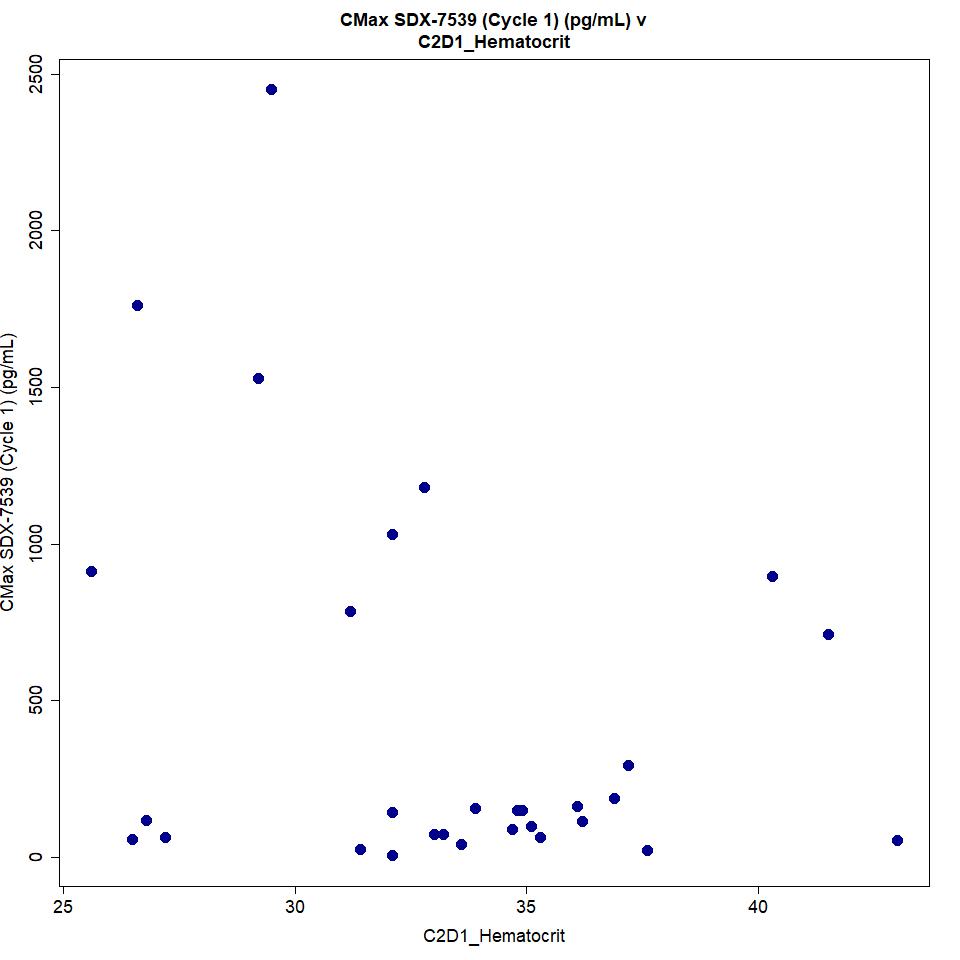 CMax SDX-7539 (Cycle 1) (pg/mL) v
C2D1_Hematocrit
2500
2000
1500
1000
500
0
CMax SDX-7539 (Cycle 1) (pg/mL)
25 30 35 40
C2D1_Hematocrit